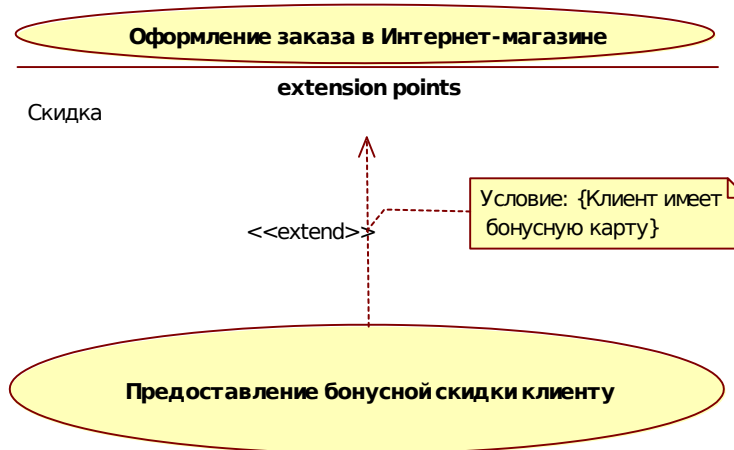 Оформление заказа в Интернет-магазине
extension points
Скидка
Условие: {Клиент имеет
бонусную карту}
<<extend>>
Предоставление бонусной скидки клиенту